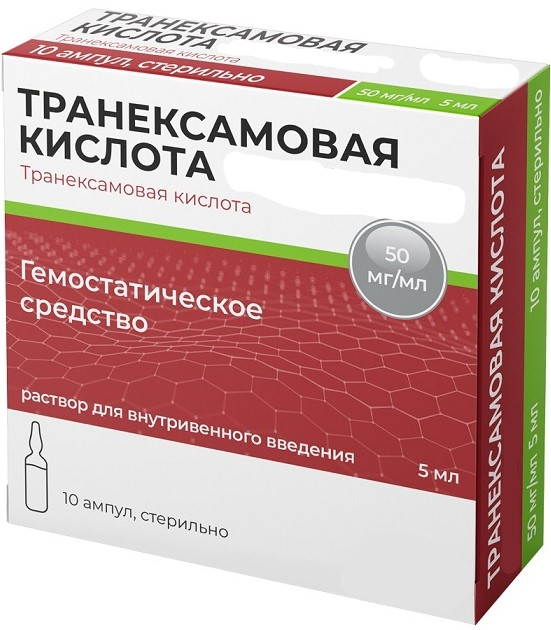 ТРАНЕКСАМОВАЯ
КИСЛОТА
Транексамовая кислота
10 ампул, стерильно
50 мг/мл 5 мл
ТРАНЕКСАМОВАЯ
КИСЛОТА
Транексамовая кислота
50
мг/мл
Гемостатическое
средство
раствор для внутривенного введения
5 мл
10 ампул, стерильно
ТРАНЕКСАМОВАЯ КИСЛОТА
50 мг/мл 5 мл
10 ампул, стерильно